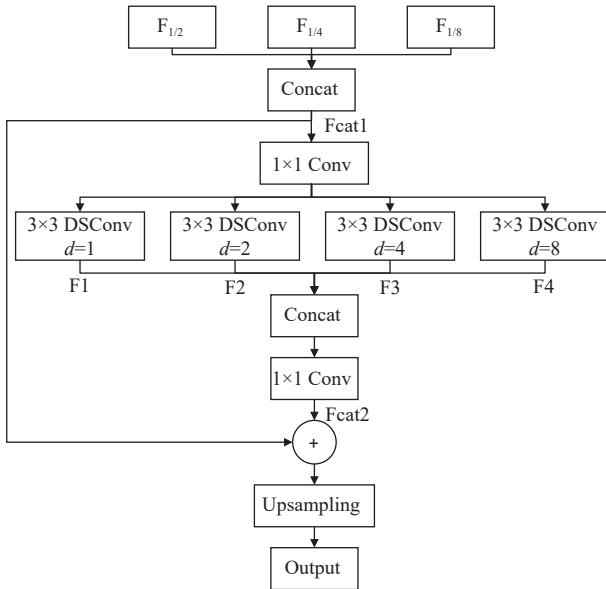 F1/2
F1/4
F1/8
Concat
Fcat1
1×1 Conv
3×3 DSConv
d=1
3×3 DSConv
d=2
3×3 DSConv
d=4
3×3 DSConv
d=8
F1
F2
F3
F4
Concat
1×1 Conv
Fcat2
+
Upsampling
Output